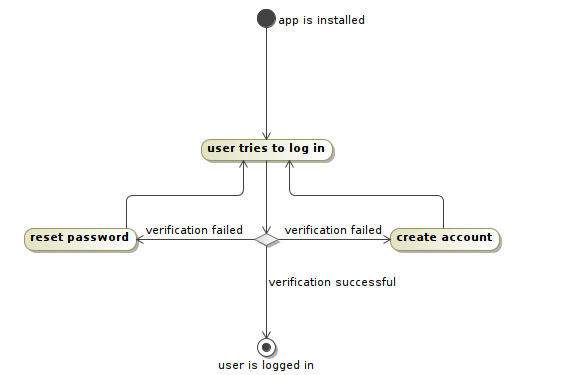 app is installed
user tries to log in
reset password
verification failed
verification failed
create account
verification successful
user is logged in